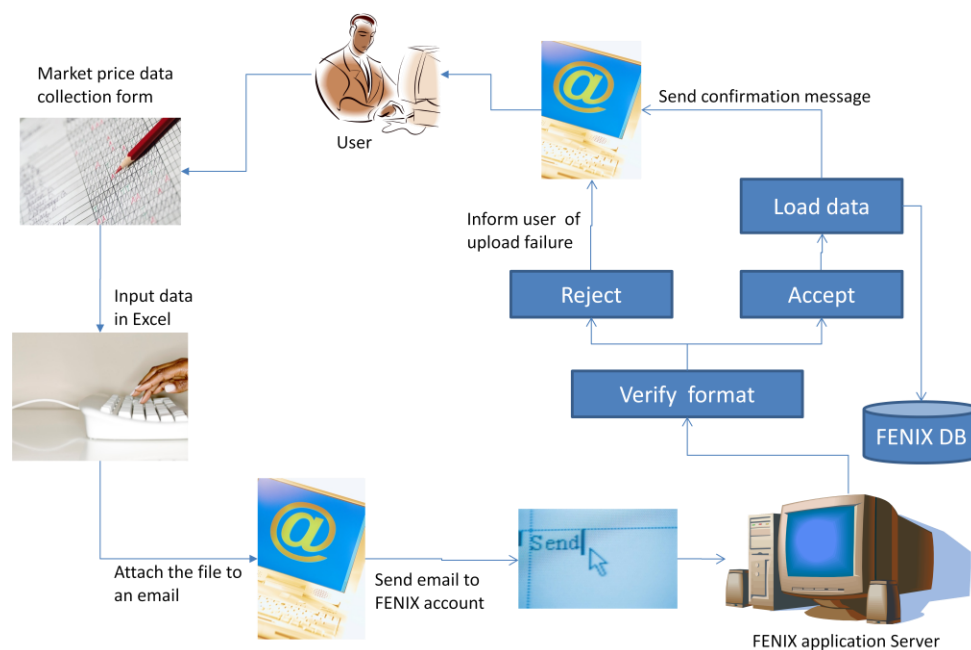 Market price data
collection form
User
Send confirmation message
Inform user of
upload failure
Load data
Reject
Accept
Input data
in Excel
Verify format
FENIX DB
Send
Attach the file to
an email
Send email to
FENIX account
FENIX application Server